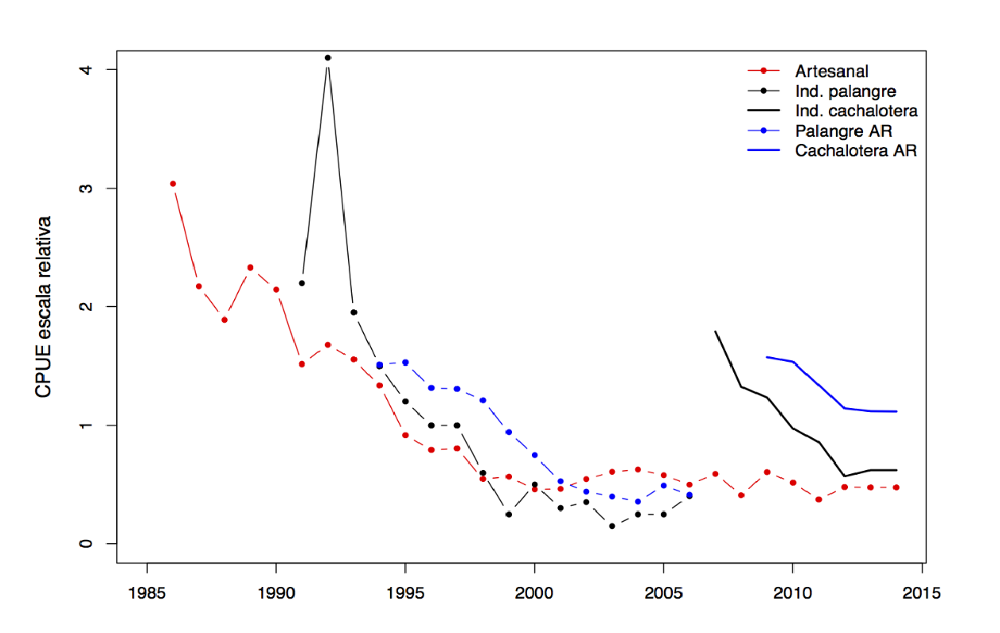 Artesanal
Ind. palangre
Ind. cachalotera
Palangre AR
Cachalotera AR
CPUE escala relativa
4
3
2
1
0
1985 1990 1995 2000 2005 2010 2015